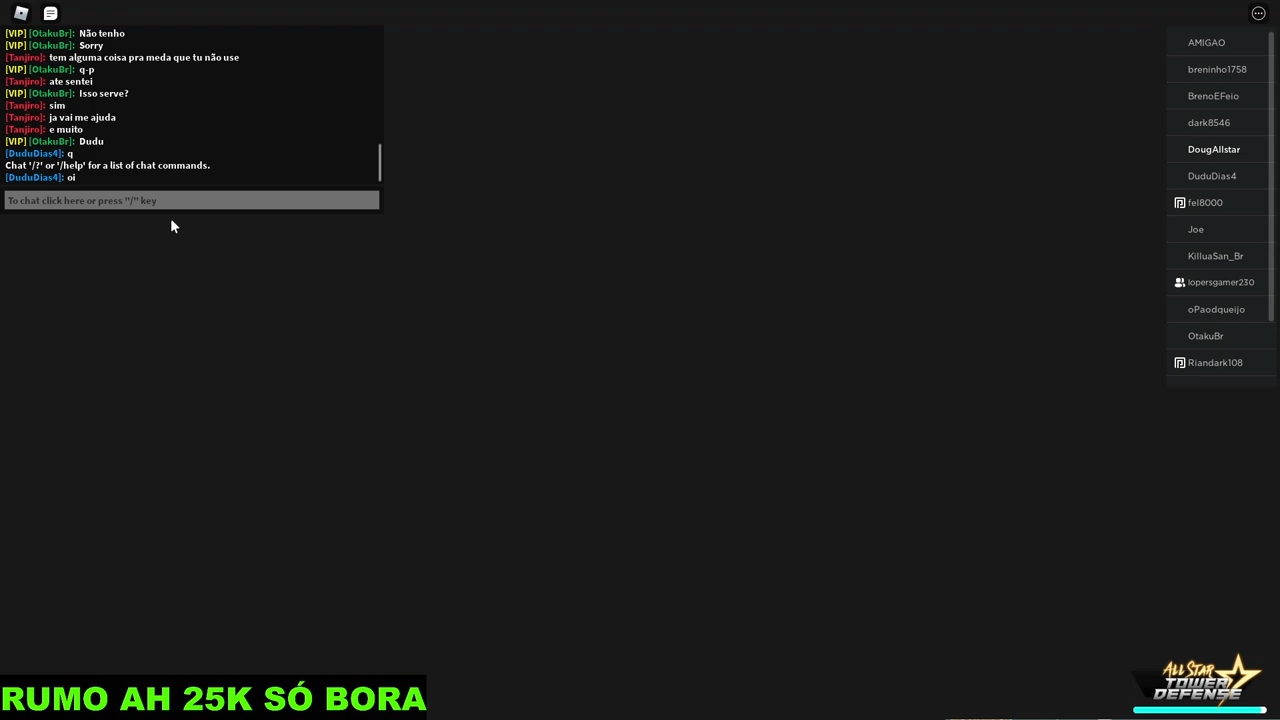 [VIP] [OtakuBr]: Não tenho
[VIP] [OtakuBr]: Sorry
[Tanjiro]: tem alguma coisa pra meda que tu não use
[VIP] [OtakuBr]: q-p
[Tanjiro]: ate sentei
[VIP] [OtakuBr]: Isso serve?
[Tanjiro]: sim
[Tanjiro]: ja vai me ajuda
[Tanjiro]: e muito
[VIP] [OtakuBr]: Dudu
[DuduDias4]: q
Chat '/?' or '/help' for a list of chat commands.
[DuduDias4]: oi
To chat click here or press "/" key
AMIGAO
breninho1758
BrenoEFeio
dark8546
DougAllstar
DuduDias4
fel8000
Joe
KilluaSan_Br
lopersgamer230
oPaodqueijo
OtakuBr
Riandark108
RUMO AH 25K SÓ BORA
ALL STAR
TOWER
DEFENSE